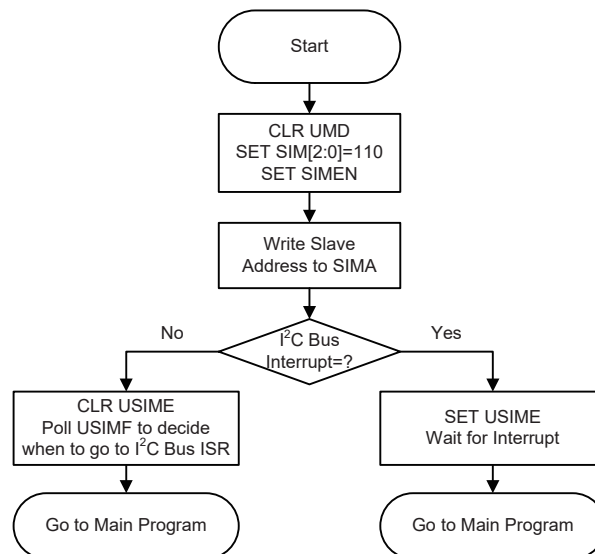 Start
CLR UMD
SET SIM[2:0]=110
SET SIMEN
Write Slave
Address to SIMA
No
I²C Bus
Interrupt=?
Yes
CLR USIME
Poll USIMF to decide
when to go to I²C Bus ISR
SET USIME
Wait for Interrupt
Go to Main Program
Go to Main Program